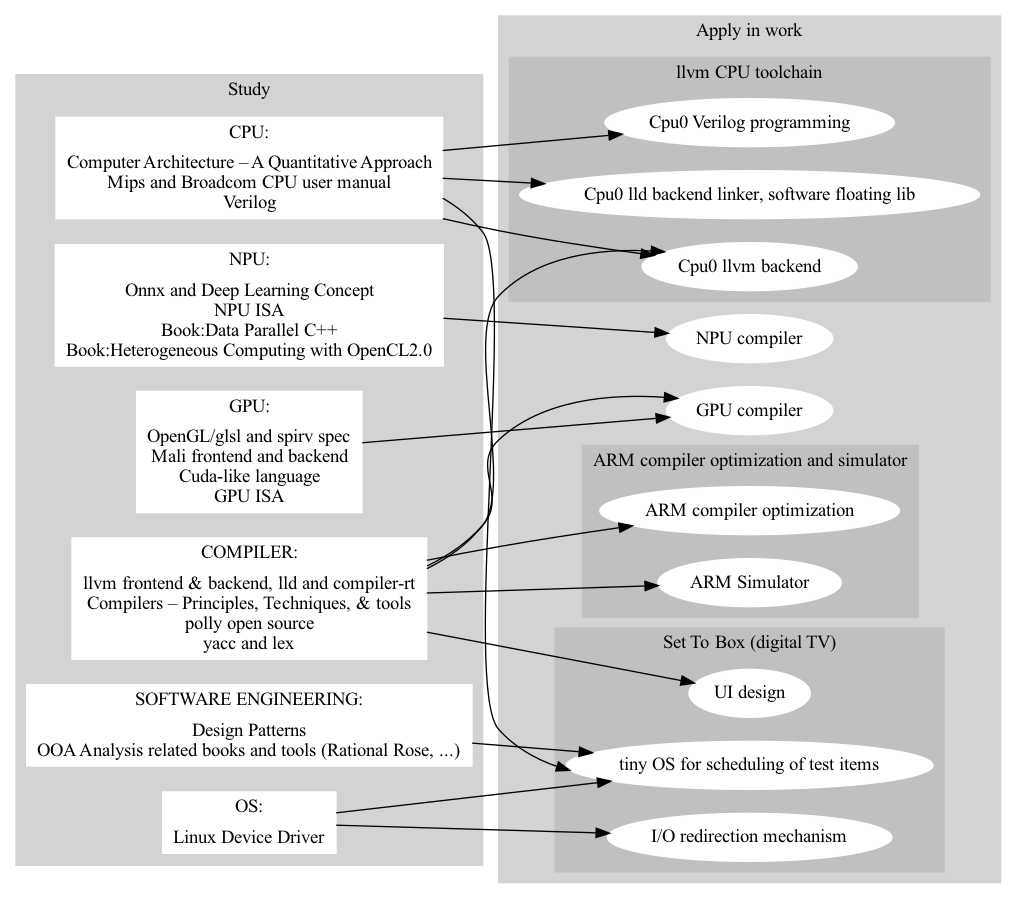 Study
CPU:
Computer Architecture – A Quantitative Approach
Mips and Broadcom CPU user manual
Verilog
NPU:
Onnx and Deep Learning Concept
NPU ISA
Book:Data Parallel C++
Book:Heterogeneous Computing with OpenCL2.0
GPU:
OpenGL/glsl and spirv spec
Mali frontend and backend
Cuda-like language
GPU ISA
COMPILER:
llvm frontend & backend, lld and compiler-rt
Compilers – Principles, Techniques, & tools
polly open source
yacc and lex
SOFTWARE ENGINEERING:
Design Patterns
OOA Analysis related books and tools (Rational Rose, ...)
OS:
Linux Device Driver
Apply in work
llvm CPU toolchain
Cpu0 Verilog programming
Cpu0 lld backend linker, software floating lib
Cpu0 llvm backend
NPU compiler
GPU compiler
ARM compiler optimization and simulator
ARM compiler optimization
ARM Simulator
Set To Box (digital TV)
UI design
tiny OS for scheduling of test items
I/O redirection mechanism